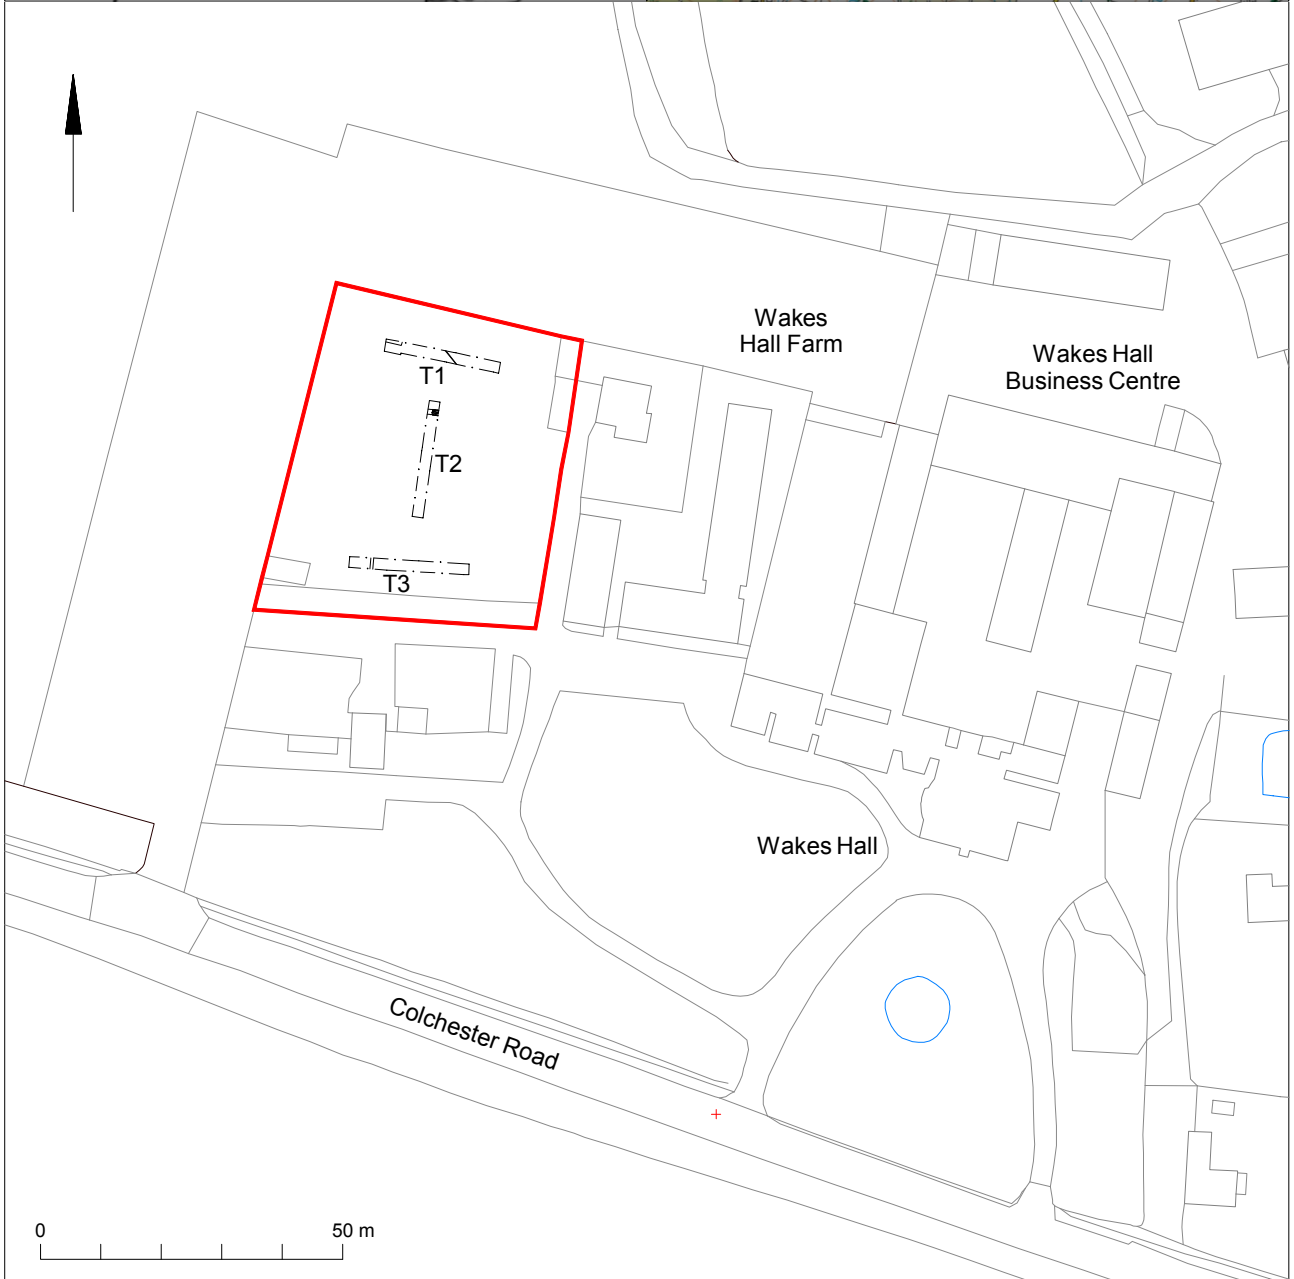 Wakes
Hall Farm
Wakes Hall
Business Centre
T1
T2
T3
Wakes Hall
Colchester Road
0
50 m